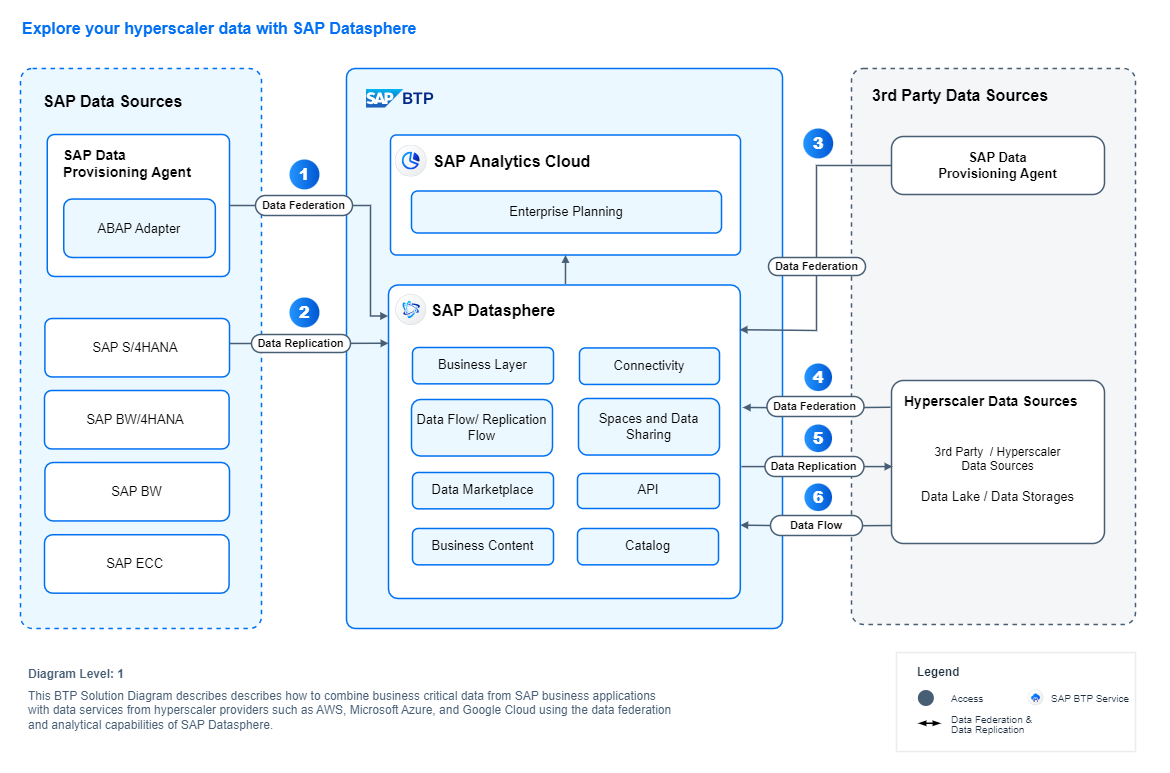 Explore your hyperscaler data with SAP Datasphere
SAP Data Sources
SAP Data
Provisioning Agent
ABAP Adapter
SAP S/4HANA
SAP BW/4HANA
SAP BW
SAP ECC
1
Data Federation
2
Data Replication
SAP BTP
SAP Analytics Cloud
Enterprise Planning
SAP Datasphere
Business Layer
Connectivity
Data Flow/ Replication
Flow
Spaces and Data
Sharing
Data Marketplace
API
Business Content
Catalog
3
Data Federation
4
Data Federation
5
Data Replication
6
Data Flow
3rd Party Data Sources
SAP Data
Provisioning Agent
Hyperscaler Data Sources
3rd Party / Hyperscaler
Data Sources
Data Lake / Data Storages
Diagram Level: 1
This BTP Solution Diagram describes describes how to combine business critical data from SAP business applications
with data services from hyperscaler providers such as AWS, Microsoft Azure, and Google Cloud using the data federation
and analytical capabilities of SAP Datasphere.
Legend
Access
SAP BTP Service
Data Federation &
Data Replication